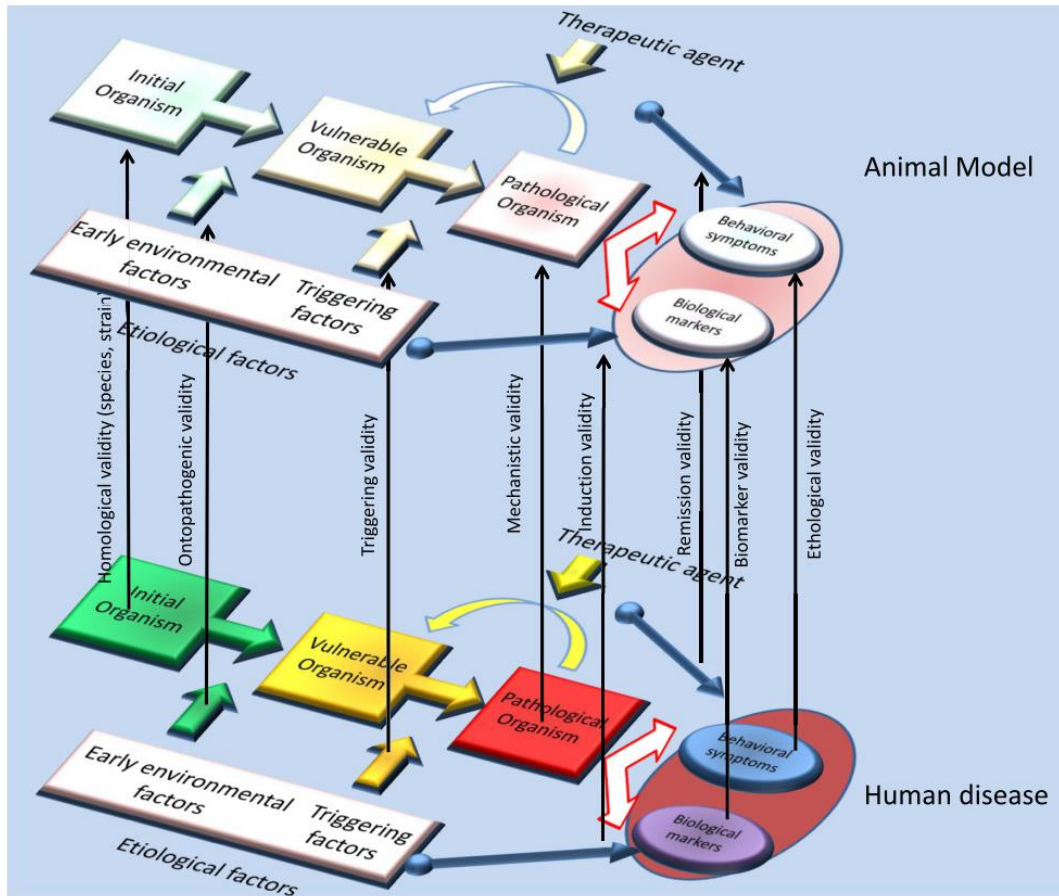 Therapeutic agent
Initial
Organism
Vulnerable
Organism
Pathological
Organism
Animal Model
Behavioral
symptoms
Biological
markers
Early environmental
factors
Triggering
factors
Etiological factors
Homological validity (species, strain)
Ontopathogenic validity
Triggering validity
Mechanistic validity
Induction validity
Remission validity
Biomarker validity
Ethological validity
Therapeutic agent
Initial
Organism
Vulnerable
Organism
Pathological
Organism
Behavioral
symptoms
Human disease
Biological
markers
Early environmental
factors
Triggering
factors
Etiological factors